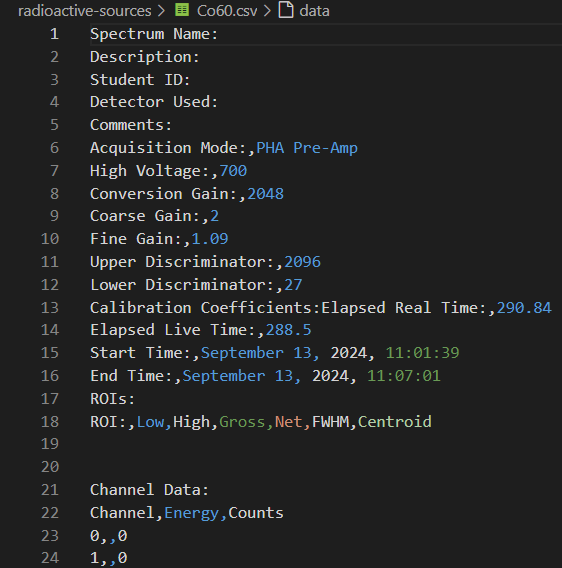 radioactive-sources > Co60.csv > data
1 Spectrum Name:
2 Description:
3 Student ID:
4 Detector Used:
5 Comments:
6 Acquisition Mode:,PHA Pre-Amp
7 High Voltage:,700
8 Conversion Gain:,2048
9 Coarse Gain:,2
10 Fine Gain:,1.09
11 Upper Discriminator:,2096
12 Lower Discriminator:,27
13 Calibration Coefficients:Elapsed Real Time:,290.84
14 Elapsed Live Time:,288.5
15 Start Time:,September 13, 2024, 11:01:39
16 End Time:,September 13, 2024, 11:07:01
17 ROIs:
18 ROI:,Low,High,Gross,Net,FWHM,Centroid
19
20
21 Channel Data:
22 Channel,Energy,Counts
23 0,,0
24 1,,0